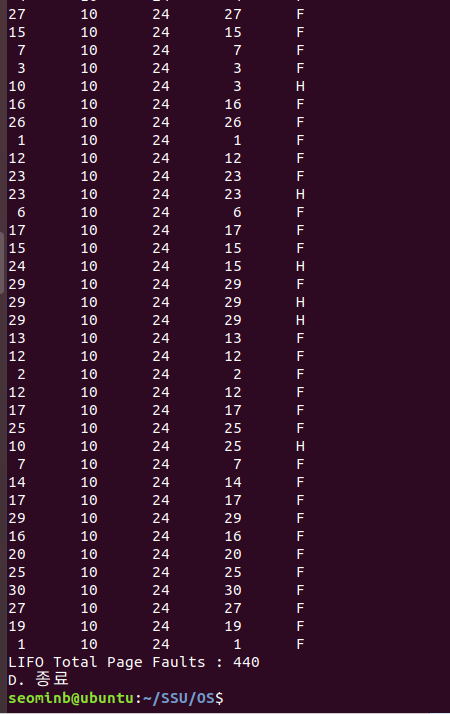 27 10 24 27 F
15 10 24 15 F
7 10 24 7 F
3 10 24 3 F
10 10 24 3 H
16 10 24 16 F
26 10 24 26 F
1 10 24 1 F
12 10 24 12 F
23 10 24 23 F
23 10 24 23 H
6 10 24 6 F
17 10 24 17 F
15 10 24 15 F
24 10 24 15 H
29 10 24 29 F
29 10 24 29 H
29 10 24 29 H
13 10 24 13 F
12 10 24 12 F
2 10 24 2 F
12 10 24 12 F
17 10 24 17 F
25 10 24 25 F
10 10 24 25 H
7 10 24 7 F
14 10 24 14 F
17 10 24 17 F
29 10 24 29 F
16 10 24 16 F
20 10 24 20 F
25 10 24 25 F
30 10 24 30 F
27 10 24 27 F
19 10 24 19 F
1 10 24 1 F
LIFO Total Page Faults : 440
D. 종료
seominb@ubuntu:~/SSU/OS$